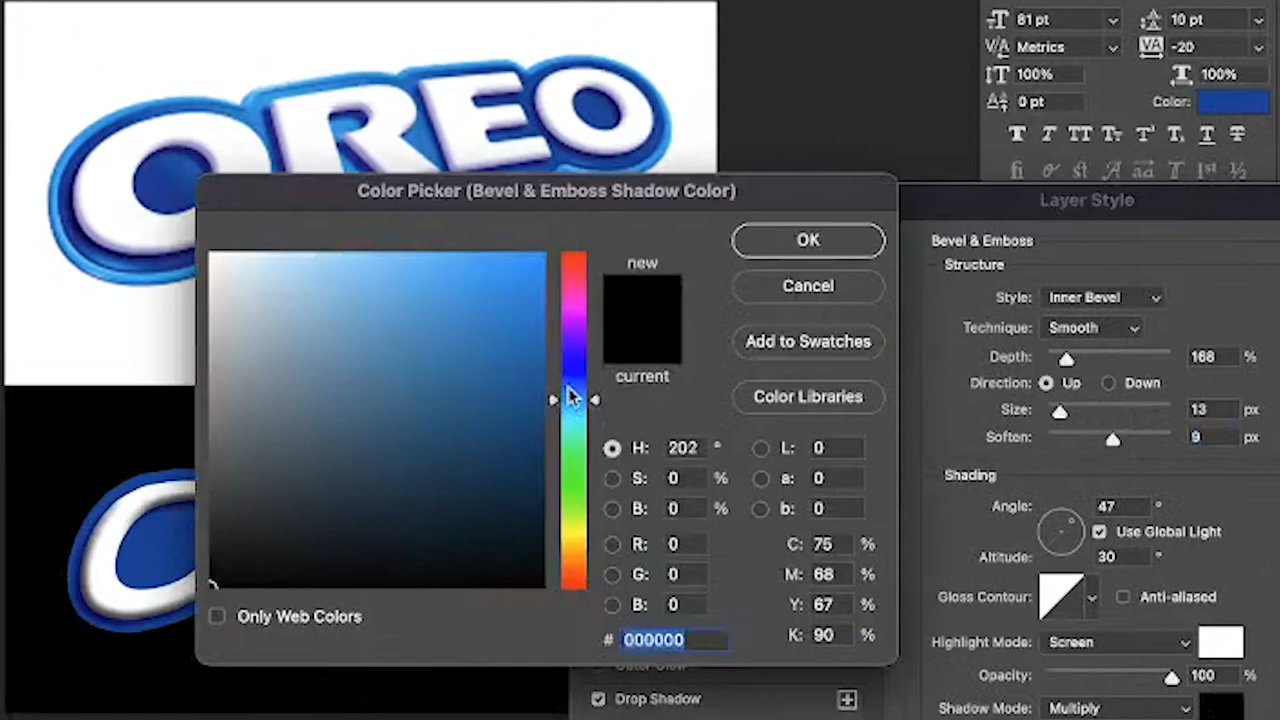 OREO
81 pt
10 pt
Metrics
-20
100%
100%
0 pt
Color:
Color Picker (Bevel & Emboss Shadow Color)
new
current
OK
Cancel
Add to Swatches
Color Libraries
H: 202 °
S: 0 %
B: 0 %
R: 0
G: 0
B: 0
# 000000
L: 0
a: 0
b: 0
C: 75 %
M: 68 %
Y: 67 %
K: 90 %
Only Web Colors
Drop Shadow
Layer Style
Bevel & Emboss
Structure
Style: Inner Bevel
Technique: Smooth
Depth: 168 %
Direction: Up Down
Size: 13 px
Soften: 9 px
Shading
Angle: 47 °
Use Global Light
Altitude: 30 °
Gloss Contour: Anti-aliased
Highlight Mode: Screen
Opacity: 100 %
Shadow Mode: Multiply